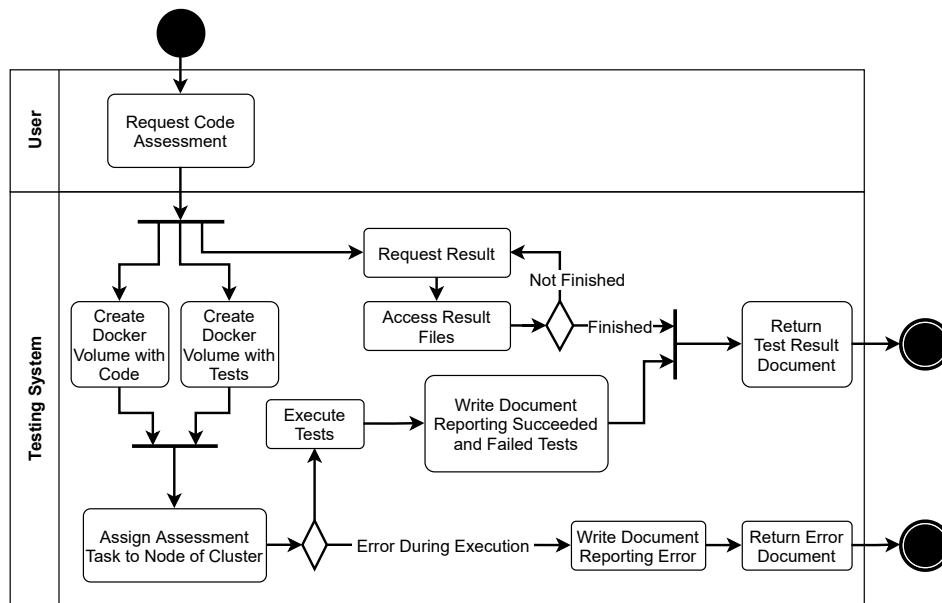 User
Request Code
Assessment
Testing System
Request Result
Not Finished
Create
Docker
Volume with
Code
Create
Docker
Volume with
Tests
Access Result
Files
Finished
Return
Test Result
Document
Execute
Tests
Write Document
Reporting Succeeded
and Failed Tests
Assign Assessment
Task to Node of Cluster
Error During Execution
Write Document
Reporting Error
Return Error
Document